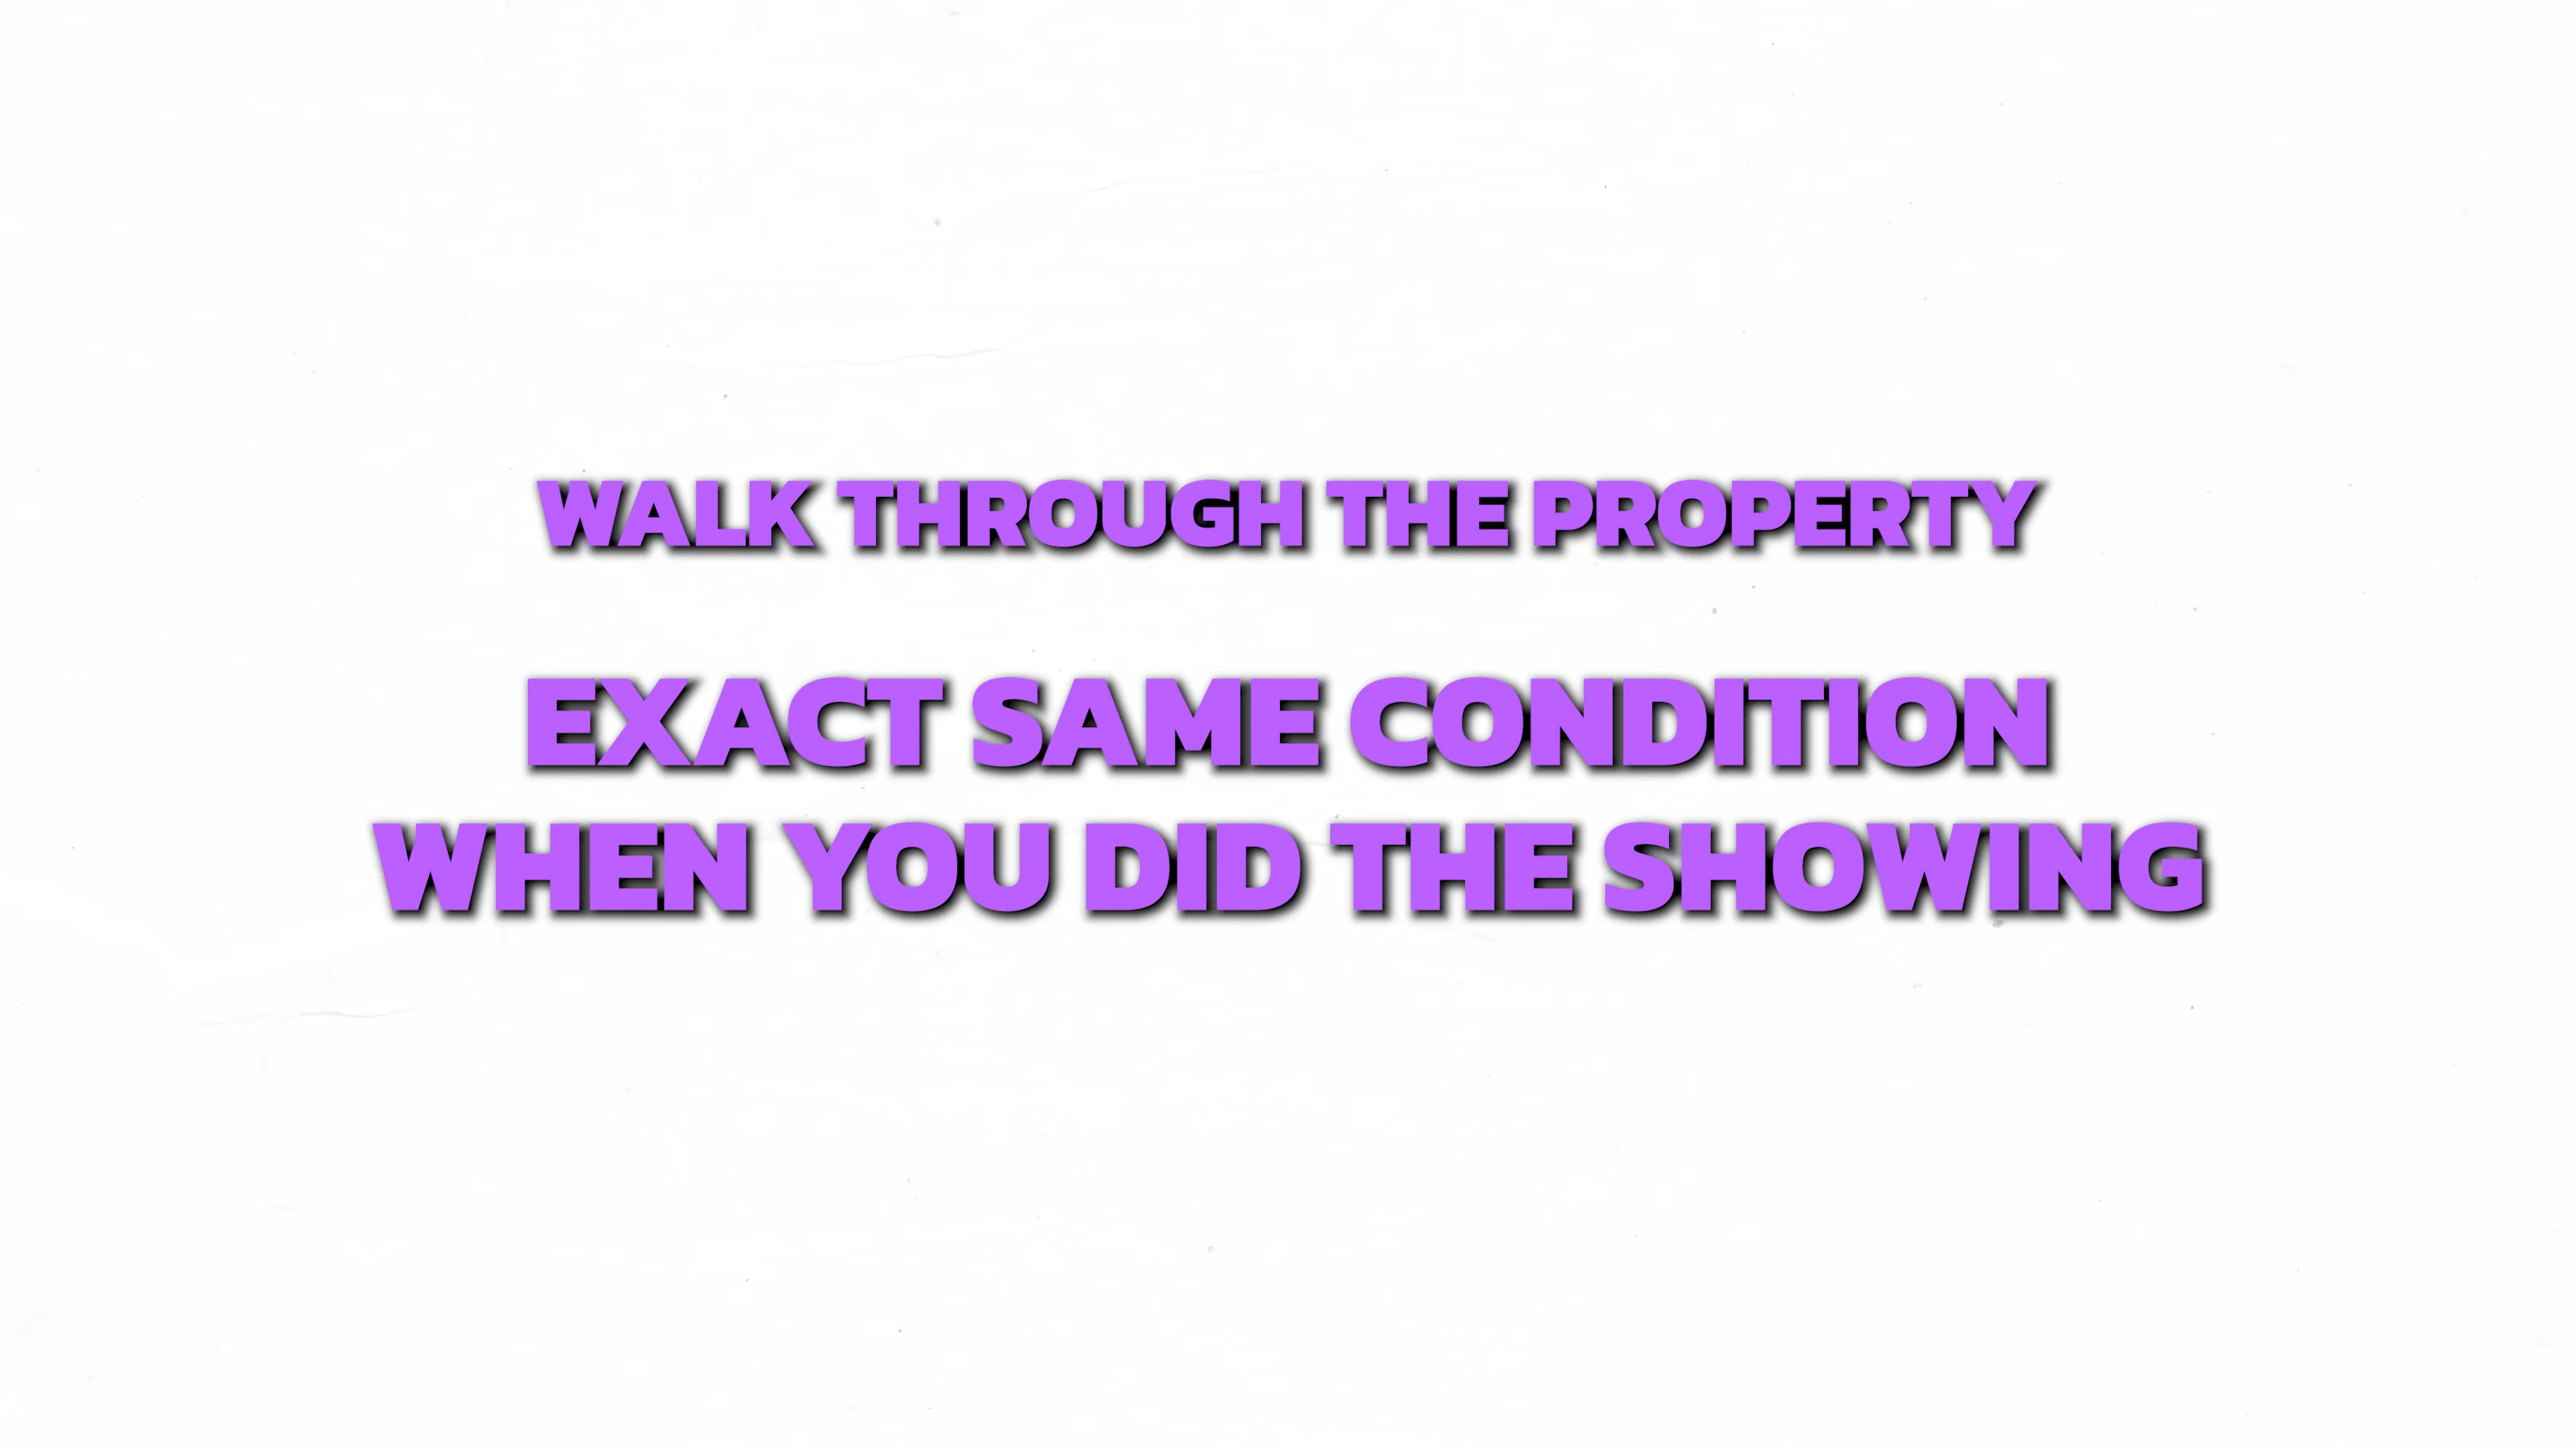 WALK THROUGH THE PROPERTY
EXACT SAME CONDITION
WHEN YOU DID THE SHOWING